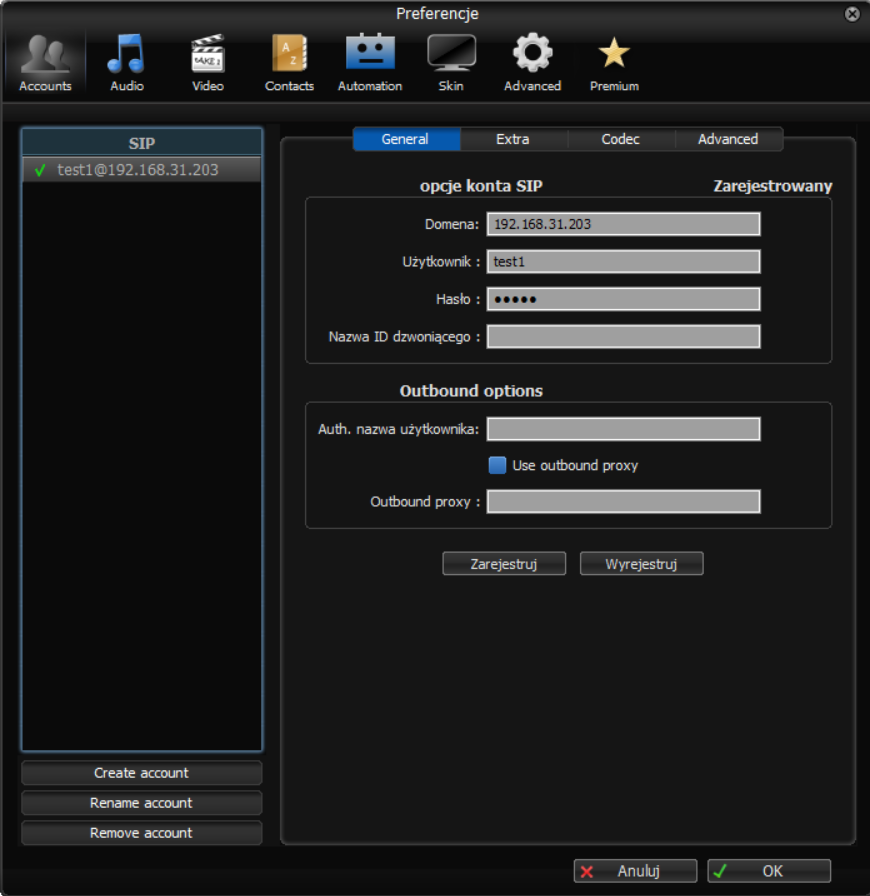 Preferencje
Accounts Audio Video Contacts Automation Skin Advanced Premium
SIP
test1@192.168.31.203
General Extra Codec Advanced
opcje konta SIP Zarejestrowany
Domena: 192.168.31.203
Użytkownik : test1
Hasło : •••••
Nazwa ID dzwoniącego :
Outbound options
Auth. nazwa użytkownika:
Use outbound proxy
Outbound proxy :
Zarejestruj Wyrejestruj
Create account
Rename account
Remove account
Anuluj OK